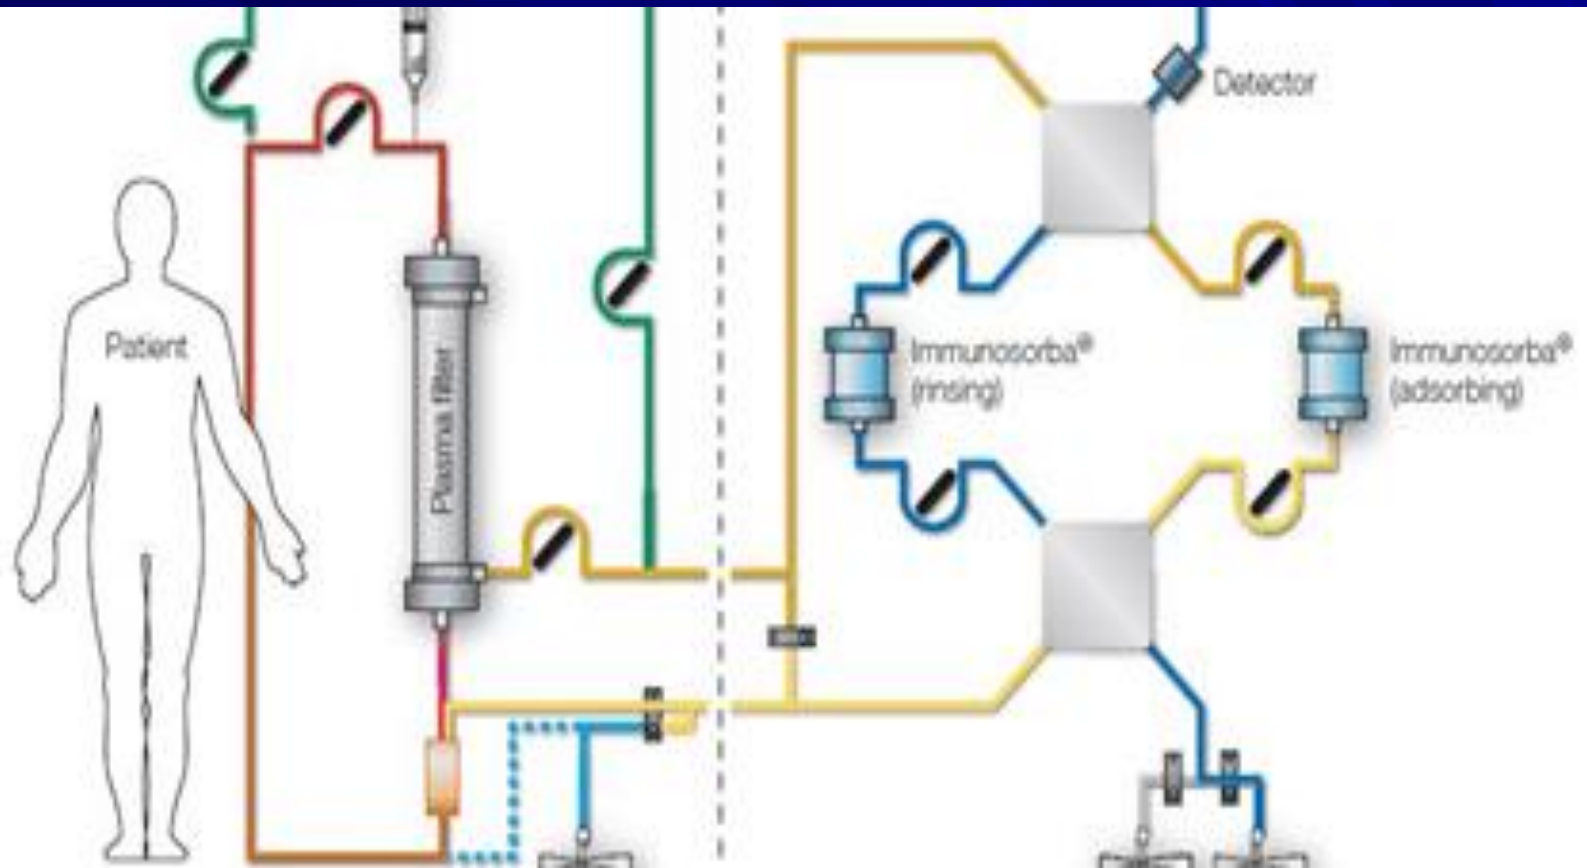 Detector
Patient
Plasma filter
Immunosorba®
(rinsing)
Immunosorba®
(adsorbing)